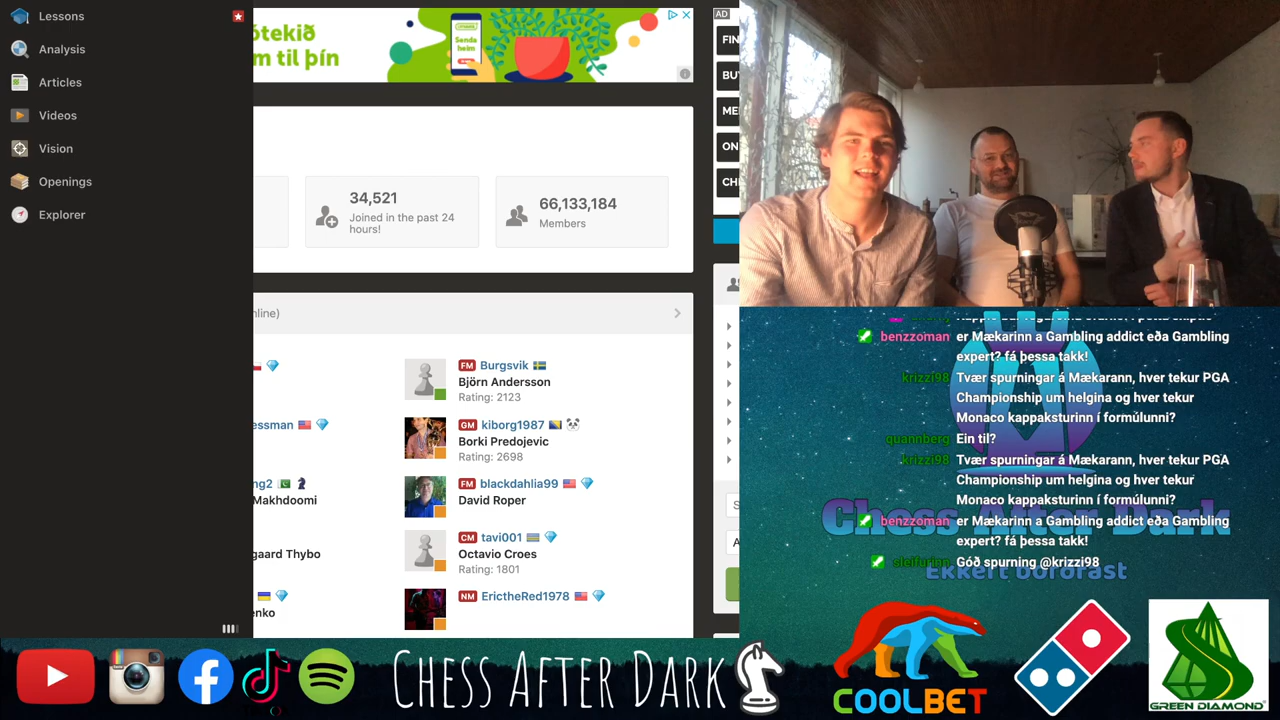 Lessons
Analysis
Articles
Videos
Vision
Openings
Explorer
ótekið
m til þín
Senda
heim
AD
FIN
BUY
ME
ON
CH
34,521
Joined in the past 24
hours!
66,133,184
Members
nline)
FM Burgsvik
Björn Andersson
Rating: 2123
essman
GM kiborg1987
Borki Predojevic
Rating: 2698
ng2
Makhdoomi
FM blackdahlia99
David Roper
gaard Thybo
CM tavi001
Octavio Croes
Rating: 1801
enko
NM ErictheRed1978
S
A
benzzoman er Mækarinn a Gambling addict eða Gambling
expert? fá þessa takk!
krizzi98 Tvær spurningar á Mækarann, hver tekur PGA
Championship um helgina og hver tekur
Monaco kappaksturinn í formúlunni?
quannberg Ein til?
krizzi98 Tvær spurningar á Mækarann, hver tekur PGA
Championship um helgina og hver tekur
Monaco kappaksturinn í formúlunni?
benzzoman er Mækarinn a Gambling addict eða Gambling
expert? fá þessa takk!
sleifurinn Góð spurning @krizzi98
Chess After Dark
Ekkert bórófast
CHESS AFTER DARK
COOLBET
GREEN DIAMOND